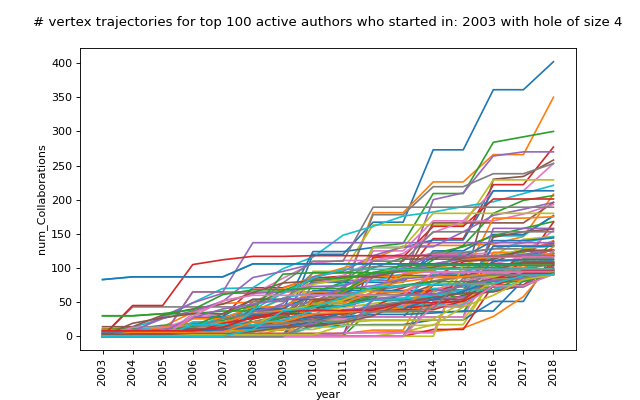 # vertex trajectories for top 100 active authors who started in: 2003 with hole of size 4
400
350
300
250
200
150
100
50
0
num_Collaborations
2003 2004 2005 2006 2007 2008 2009 2010 2011 2012 2013 2014 2015 2016 2017 2018
year